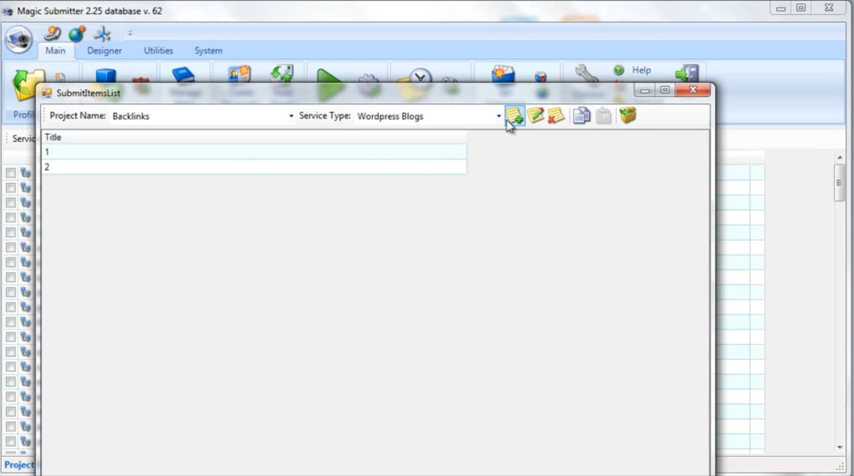 Magic Submitter 2.25 database v. 62
Main Designer Utilities System
Help
Profil
SubmitItemsList
Project Name: Backlinks Service Type: Wordpress Blogs
Servic
Title
1
2
Project